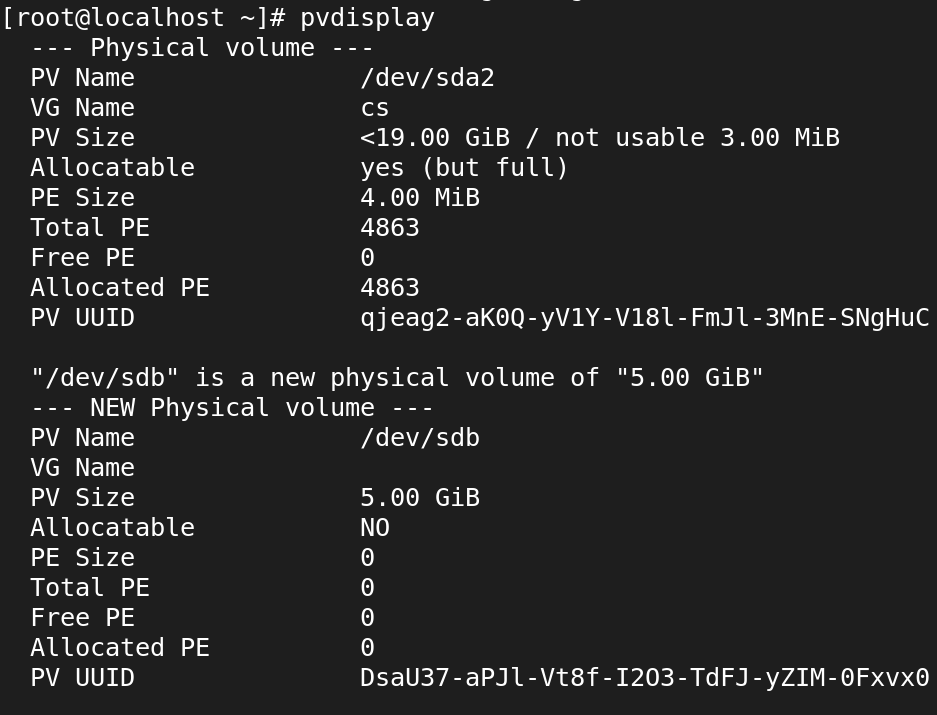 [root@localhost ~]# pvdisplay
  --- Physical volume ---
  PV Name               /dev/sda2
  VG Name               cs
  PV Size               <19.00 GiB / not usable 3.00 MiB
  Allocatable           yes (but full)
  PE Size               4.00 MiB
  Total PE              4863
  Free PE               0
  Allocated PE          4863
  PV UUID               qjeag2-aK0Q-yV1Y-V18l-FmJl-3MnE-SNgHuC

  "/dev/sdb" is a new physical volume of "5.00 GiB"
  --- NEW Physical volume ---
  PV Name               /dev/sdb
  VG Name
  PV Size               5.00 GiB
  Allocatable           NO
  PE Size               0
  Total PE              0
  Free PE               0
  Allocated PE          0
  PV UUID               DsaU37-aPJl-Vt8f-I2O3-TdFJ-yZIM-0Fxvx0